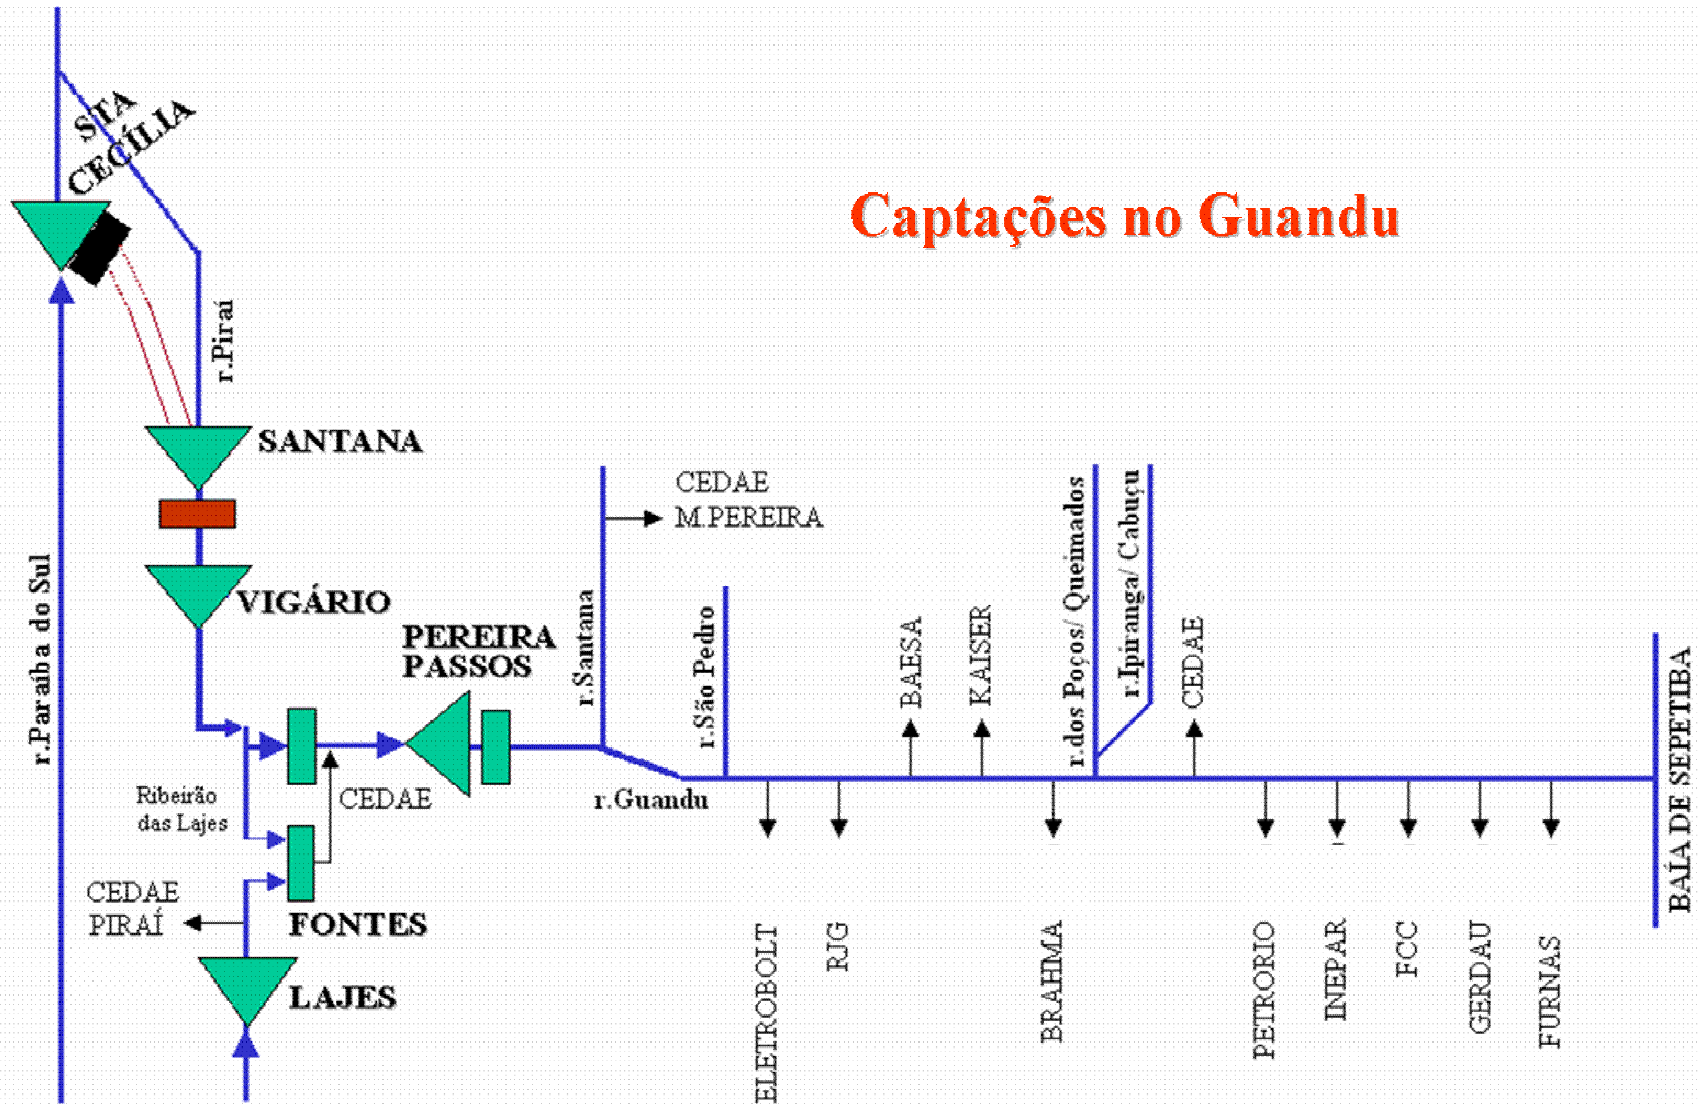 Captações no Guandu
STA
CECÍLIA
r.Piraí
SANTANA
r.Paraíba do Sul
VIGÁRIO
PEREIRA
PASSOS
CEDAE
M.PEREIRA
r.Santana
r.São Pedro
BAESA
KAISER
r.dos Poços/ Queimados
r.Ipiranga/ Cabuçu
CEDAE
BAÍA DE SEPETIBA
Ribeirão
das Lajes
CEDAE
r.Guandu
CEDAE
PIRAÍ
FONTES
LAJES
ELETROBOLT
RJG
BRAHMA
PETRORIO
INEPAR
FCC
GERDAU
FURNAS